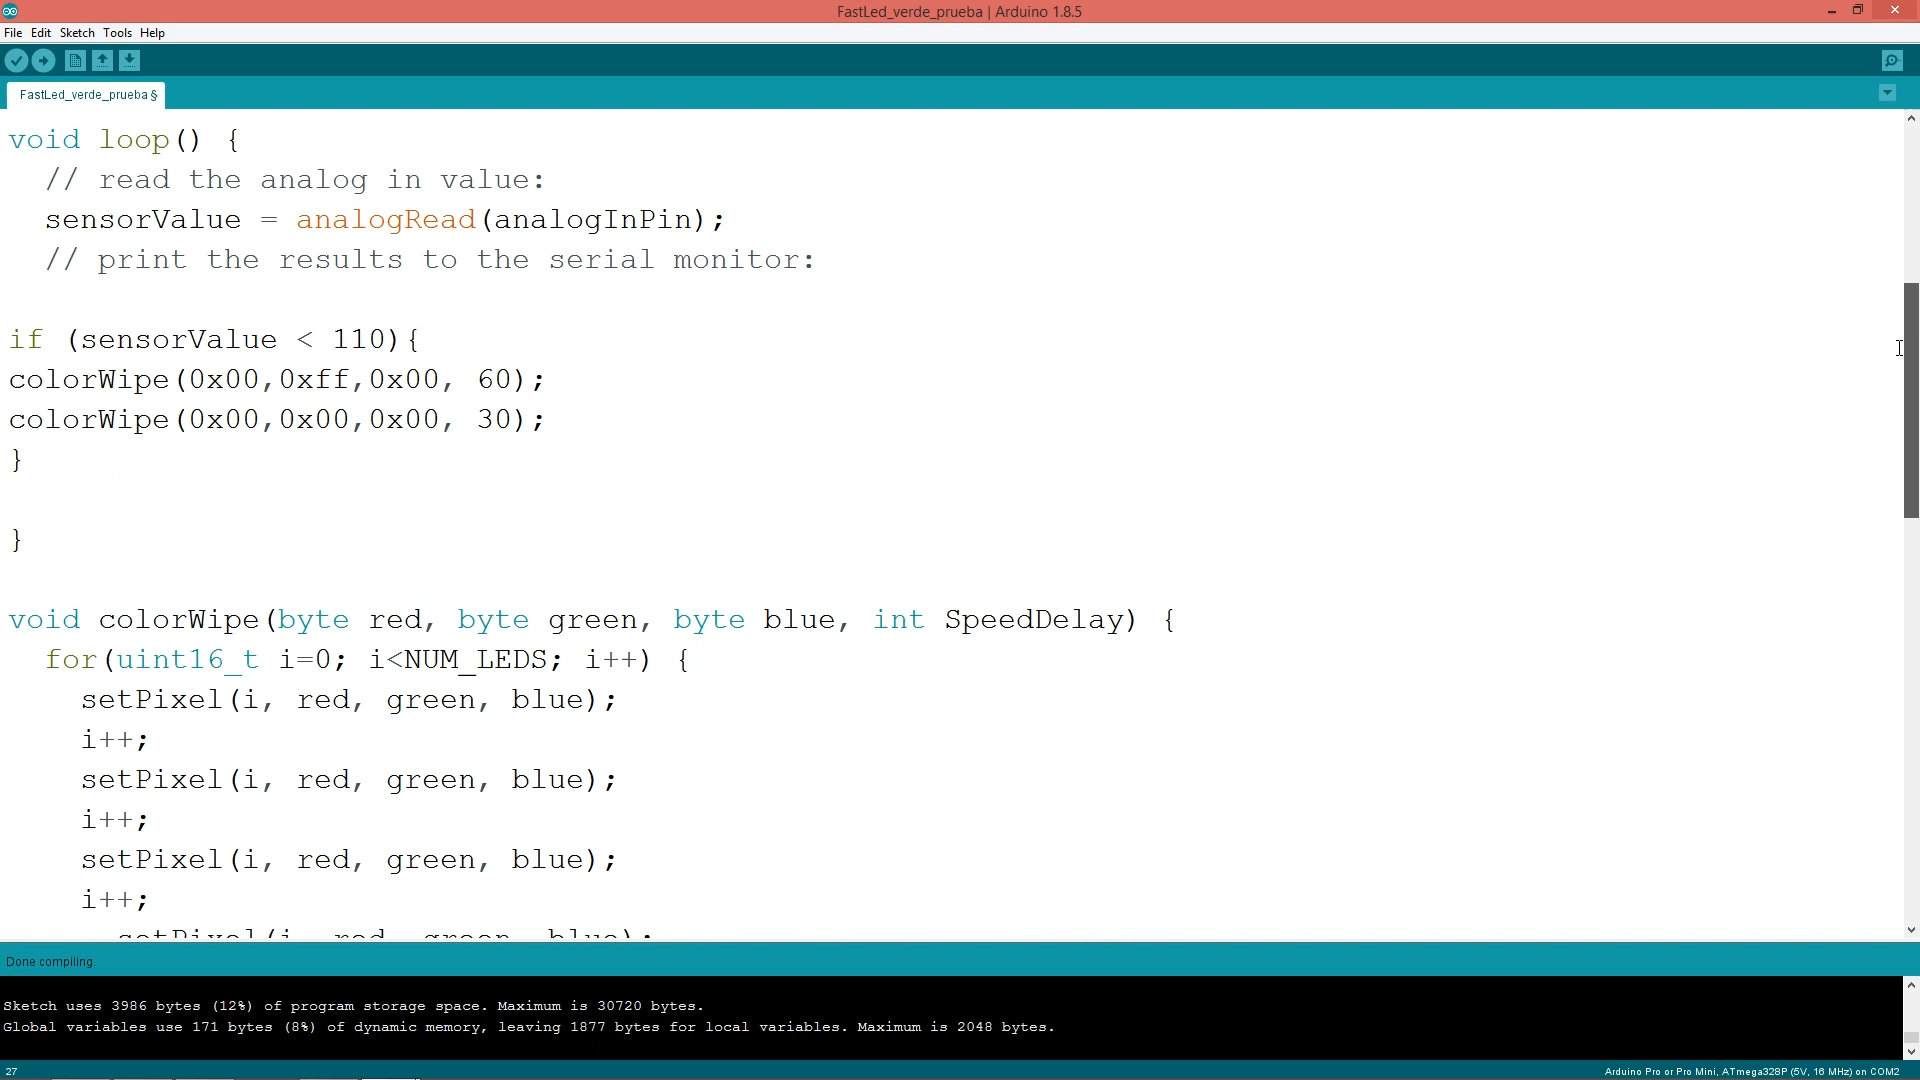 FastLed_verde_prueba | Arduino 1.8.5
File Edit Sketch Tools Help
FastLed_verde_prueba §
void loop() {
  // read the analog in value:
  sensorValue = analogRead(analogInPin);
  // print the results to the serial monitor:
if (sensorValue < 110){
colorWipe(0x00,0xff,0x00, 60);
colorWipe(0x00,0x00,0x00, 30);
}
}
void colorWipe(byte red, byte green, byte blue, int SpeedDelay) {
  for(uint16_t i=0; i<NUM_LEDS; i++) {
    setPixel(i, red, green, blue);
    i++;
    setPixel(i, red, green, blue);
    i++;
    setPixel(i, red, green, blue);
    i++;
      setPixel(i, red, green, blue);
Done compiling.
Sketch uses 3986 bytes (12%) of program storage space. Maximum is 30720 bytes.
Global variables use 171 bytes (8%) of dynamic memory, leaving 1877 bytes for local variables. Maximum is 2048 bytes.
27
Arduino Pro or Pro Mini, ATmega328P (5V, 16 MHz) on COM2